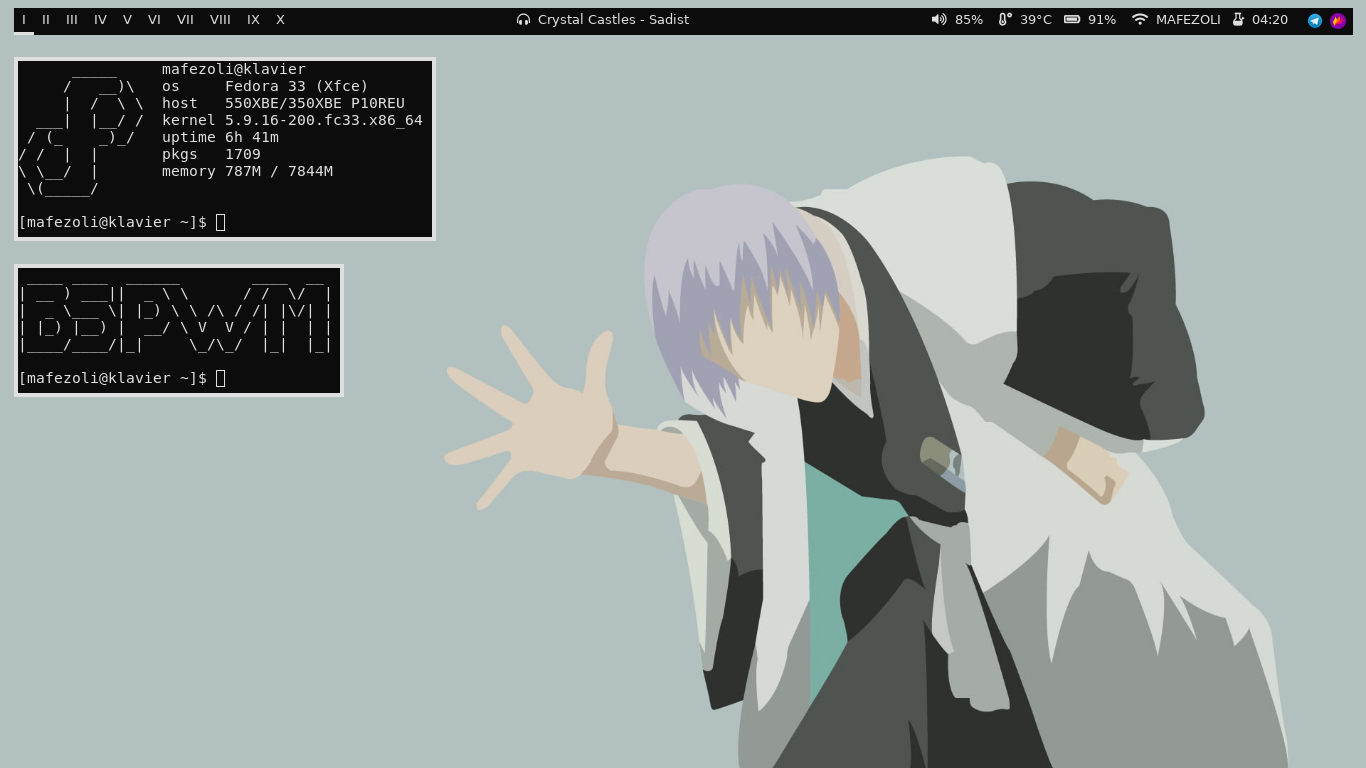 I II III IV V VI VII VIII IX X Crystal Castles - Sadist 85% 39°C 91% MAFEZOLI 04:20
mafezoli@klavier
os Fedora 33 (Xfce)
host 550XBE/350XBE P10REU
kernel 5.9.16-200.fc33.x86_64
uptime 6h 41m
pkgs 1709
memory 787M / 7844M
[mafezoli@klavier ~]$
BSPWM
[mafezoli@klavier ~]$